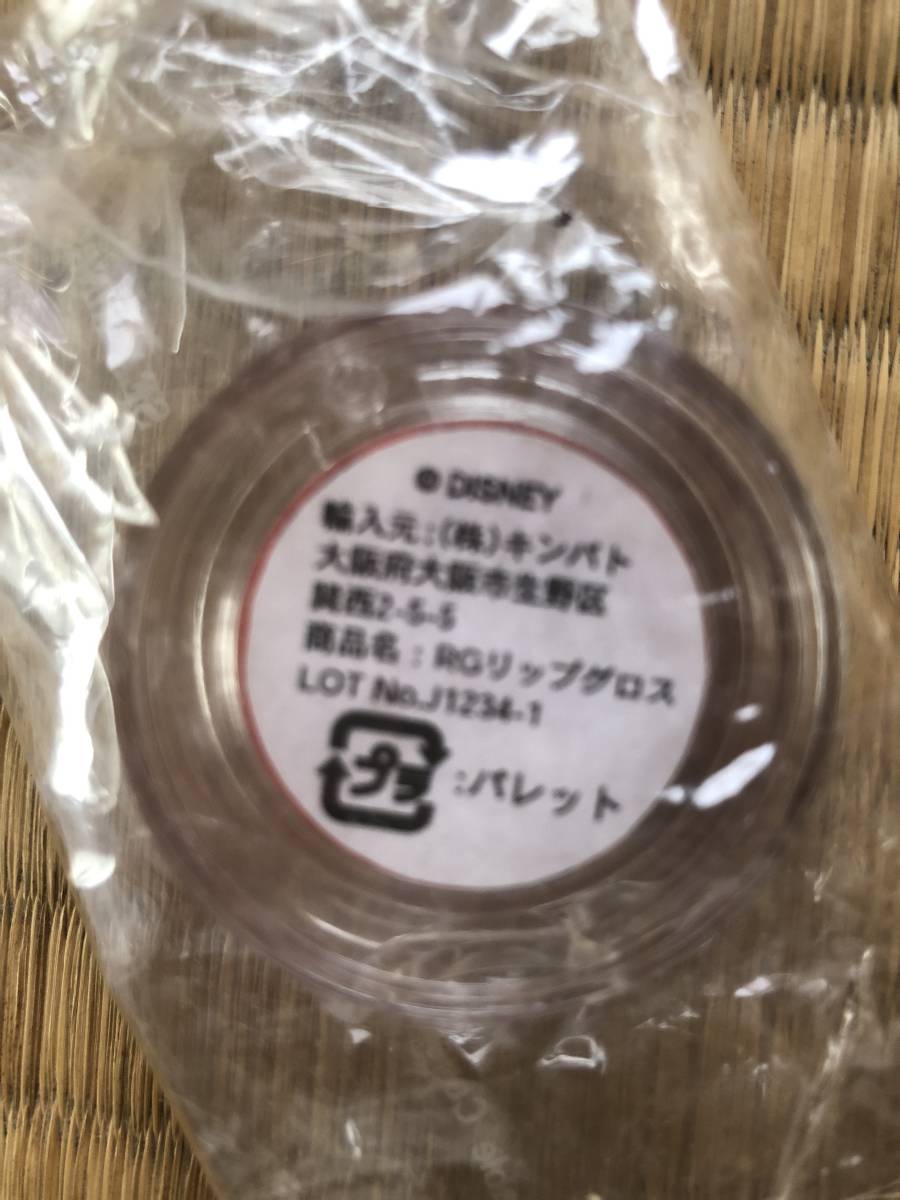 © DISNEY
輸入元:(株)キンバト
大阪府大阪市生野区
巽西2-5-5
商品名:RGリップグロス
LOT No.J1234-1
プラ :パレット